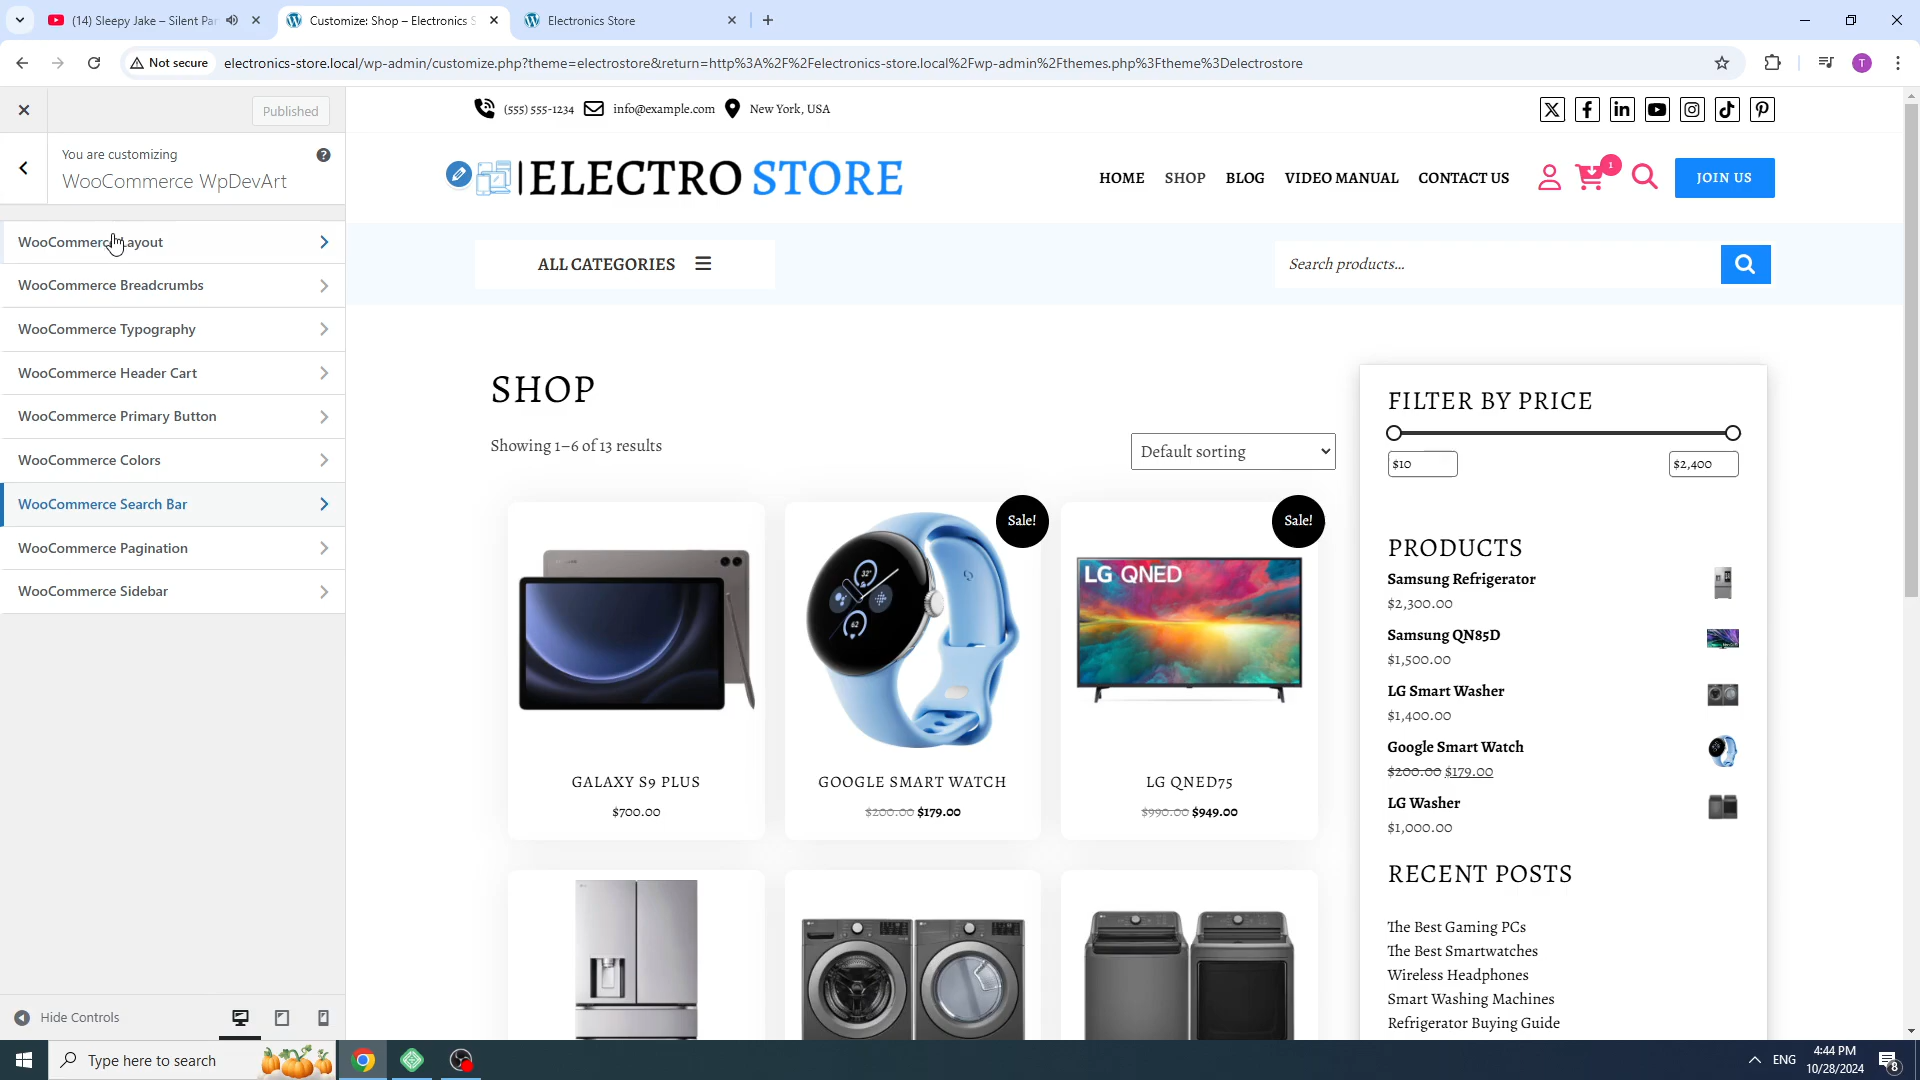 (14) Sleepy Jake – Silent Par
Customize: Shop – Electronics S
Electronics Store
Not secure
electronics-store.local/wp-admin/customize.php?theme=electrostore&return=http%3A%2F%2Felectronics-store.local%2Fwp-admin%2Fthemes.php%3Ftheme%3Delectrostore
T
Published
You are customizing
WooCommerce WpDevArt
WooCommerce Layout
WooCommerce Breadcrumbs
WooCommerce Typography
WooCommerce Header Cart
WooCommerce Primary Button
WooCommerce Colors
WooCommerce Search Bar
WooCommerce Pagination
WooCommerce Sidebar
Hide Controls
(555) 555-1234
info@example.com
New York, USA
ELECTRO STORE
HOME
SHOP
BLOG
VIDEO MANUAL
CONTACT US
1
JOIN US
ALL CATEGORIES
Search products...
SHOP
Showing 1–6 of 13 results
Default sorting
Sale!
Sale!
LG QNED
GALAXY S9 PLUS
$700.00
GOOGLE SMART WATCH
$200.00 $179.00
LG QNED75
$990.00 $949.00
FILTER BY PRICE
$10
$2,400
PRODUCTS
Samsung Refrigerator
$2,300.00
Samsung QN85D
$1,500.00
LG Smart Washer
$1,400.00
Google Smart Watch
$200.00 $179.00
LG Washer
$1,000.00
RECENT POSTS
The Best Gaming PCs
The Best Smartwatches
Wireless Headphones
Smart Washing Machines
Refrigerator Buying Guide
Type here to search
ENG
4:44 PM
10/28/2024
8